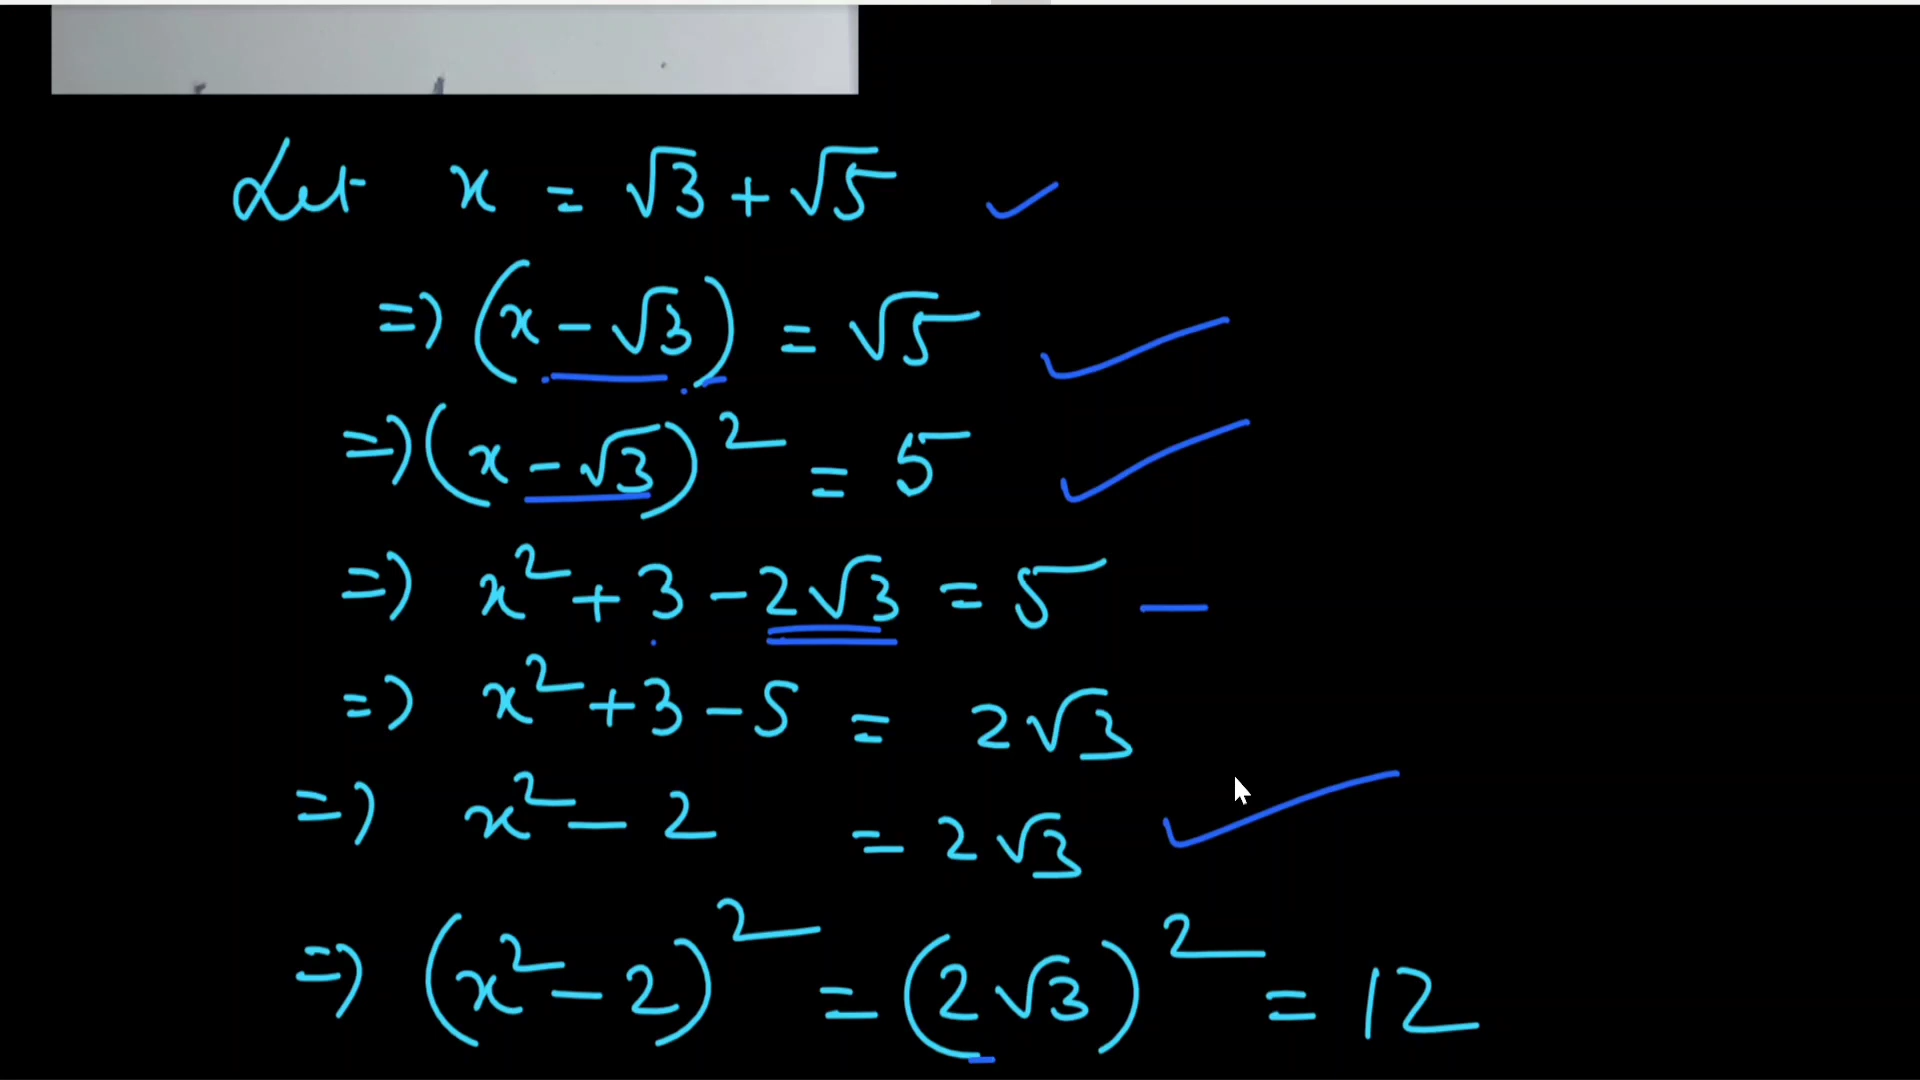 Let x = √3 + √5
⇒ (x - √3) = √5
⇒ (x - √3)² = 5
⇒ x² + 3 - 2√3 = 5
⇒ x² + 3 - 5 = 2√3
⇒ x² - 2 = 2√3
⇒ (x² - 2)² = (2√3)² = 12